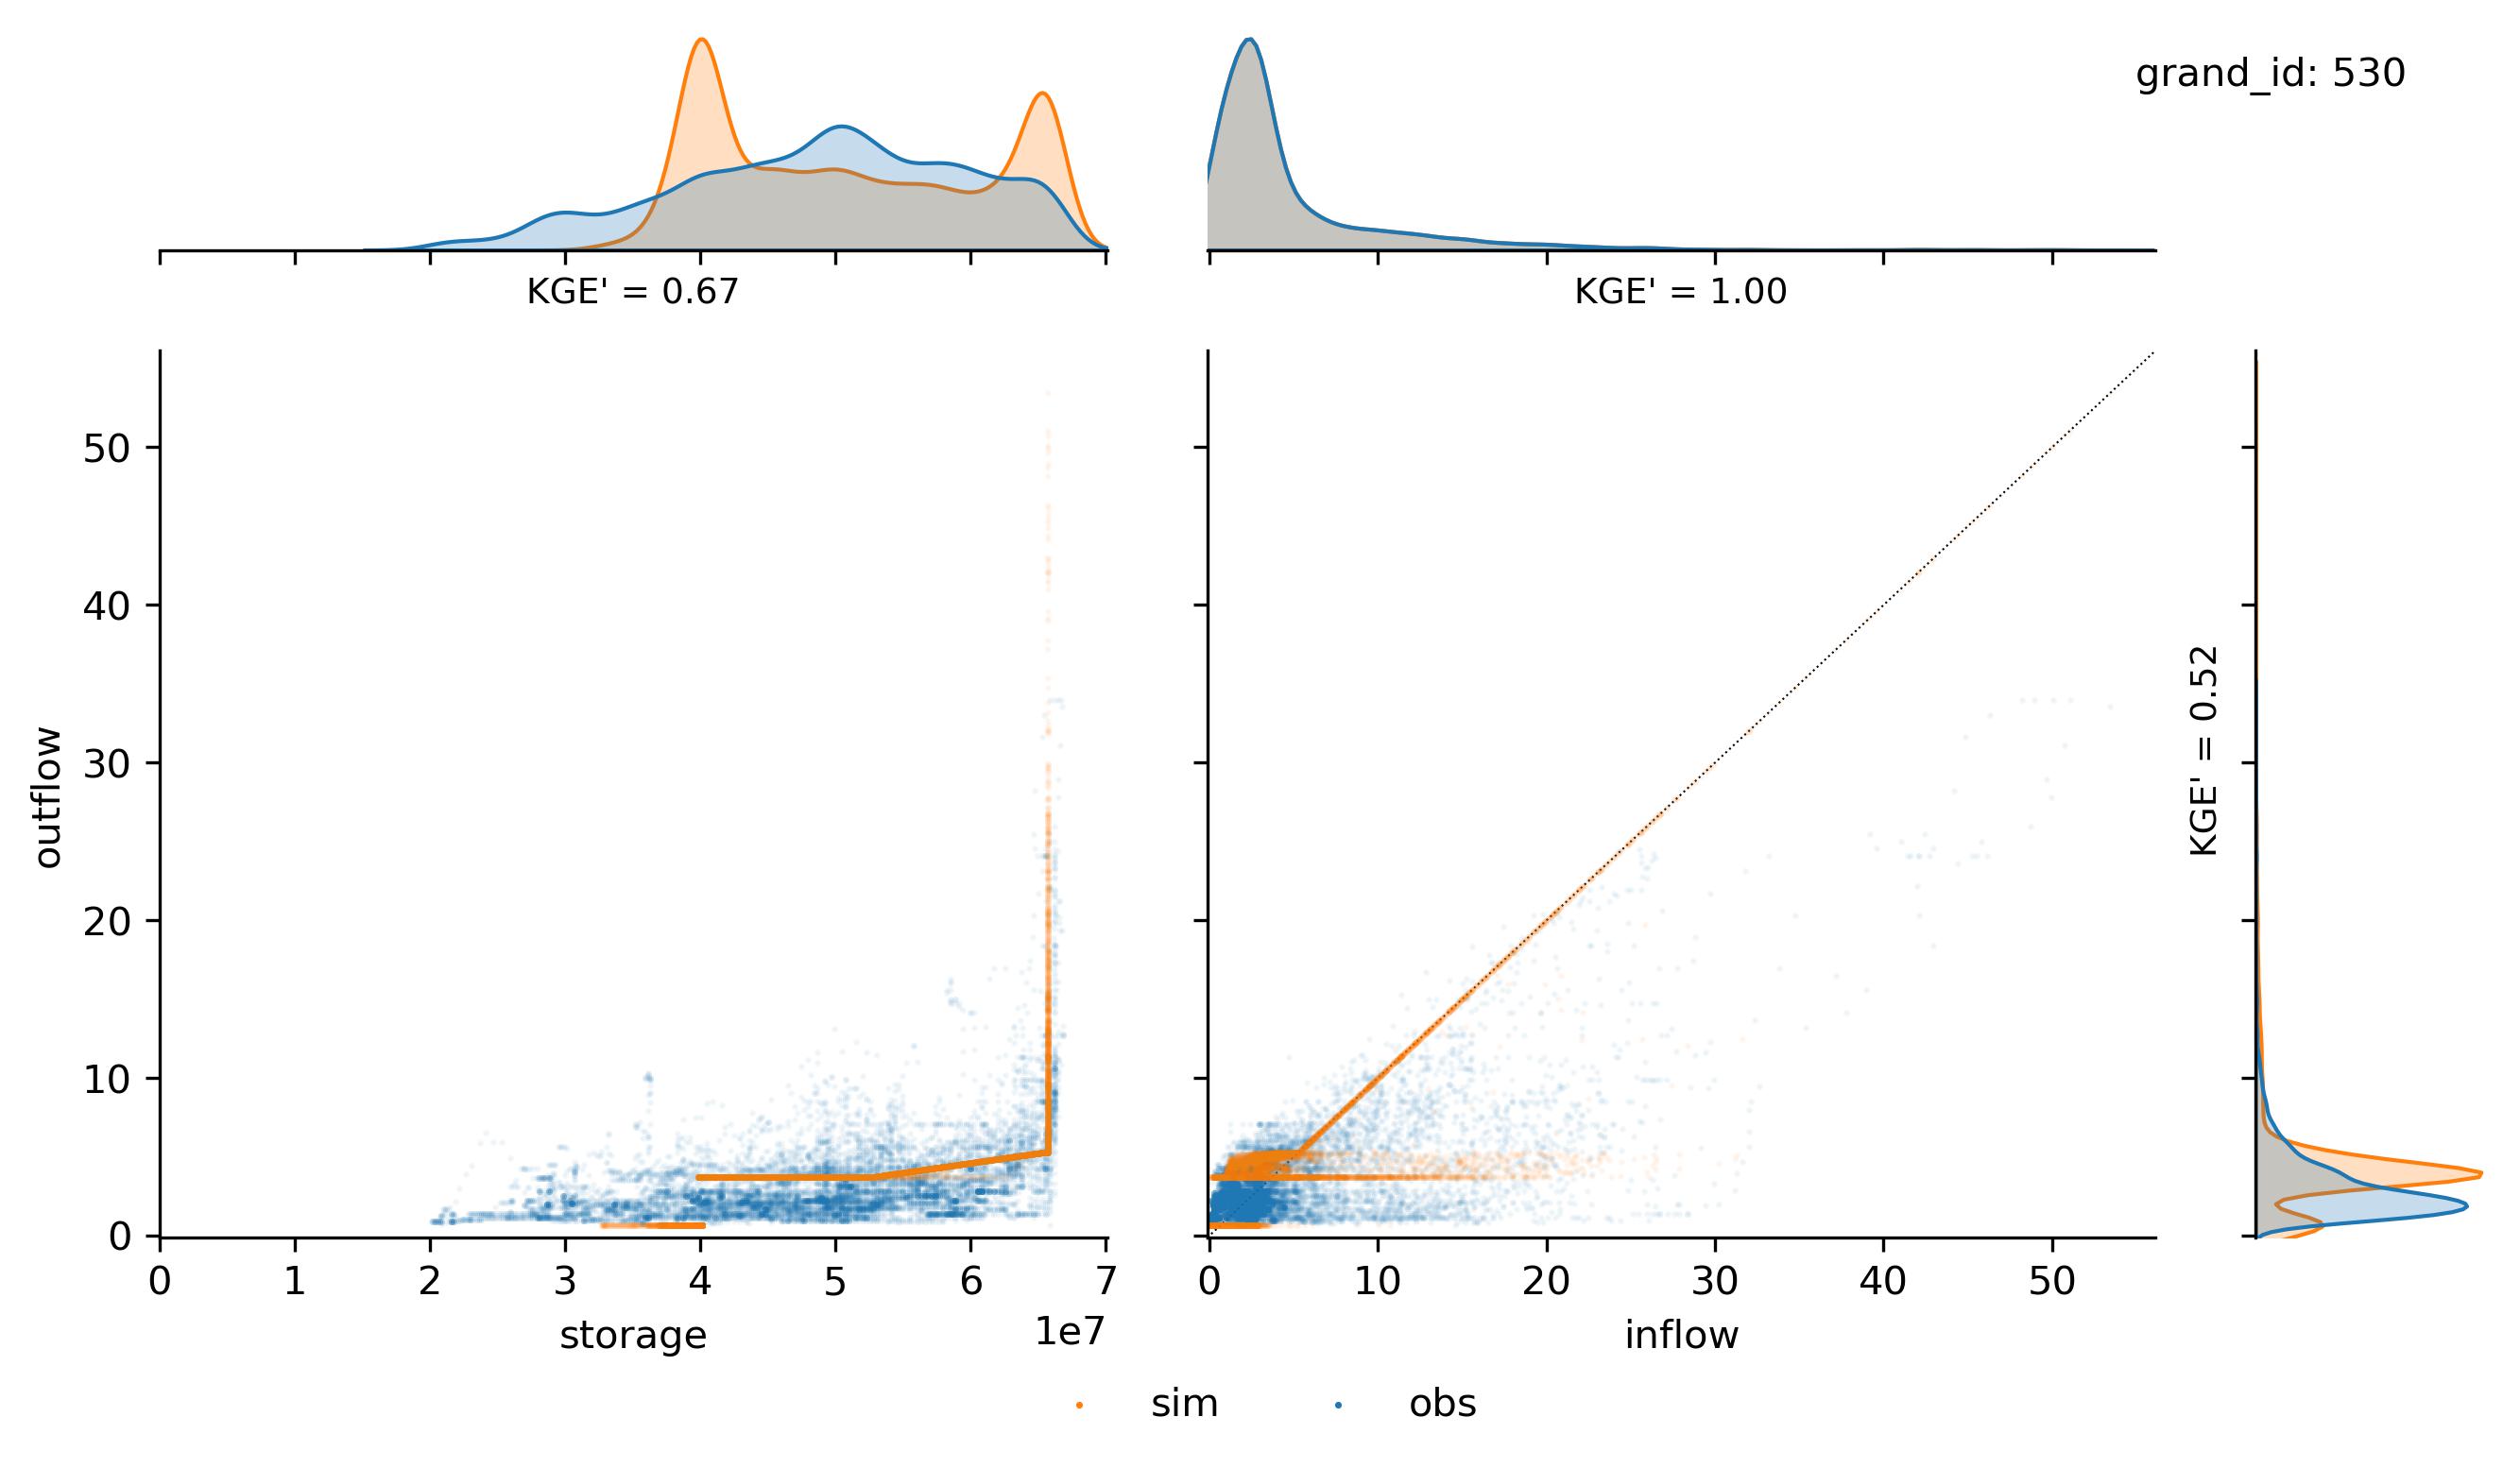 grand_id: 530
KGE' = 0.67
KGE' = 1.00
50
40
30
20
10
0
outflow
KGE' = 0.52
0 1 2 3 4 5 6 7
1e7
storage
0 10 20 30 40 50
inflow
sim obs